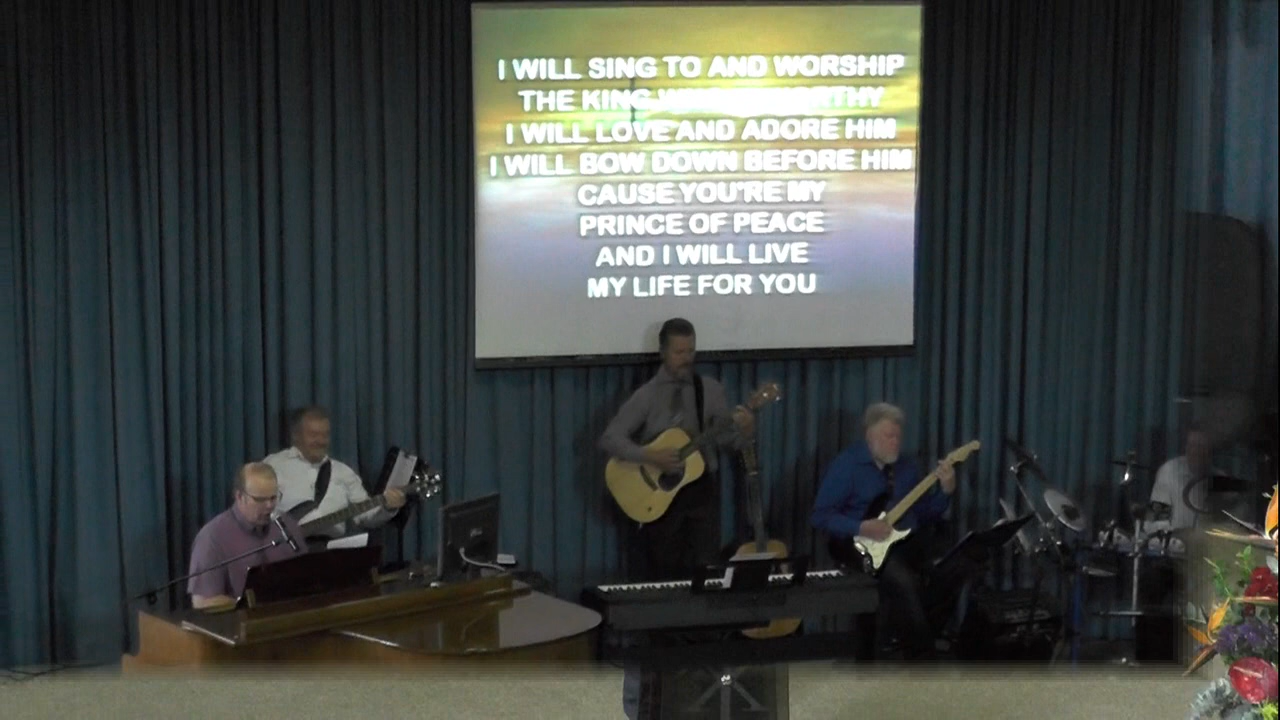 I WILL SING TO AND WORSHIP
THE KING
I WILL LOVE AND ADORE HIM
I WILL BOW DOWN BEFORE HIM
CAUSE YOU'RE MY
PRINCE OF PEACE
AND I WILL LIVE
MY LIFE FOR YOU